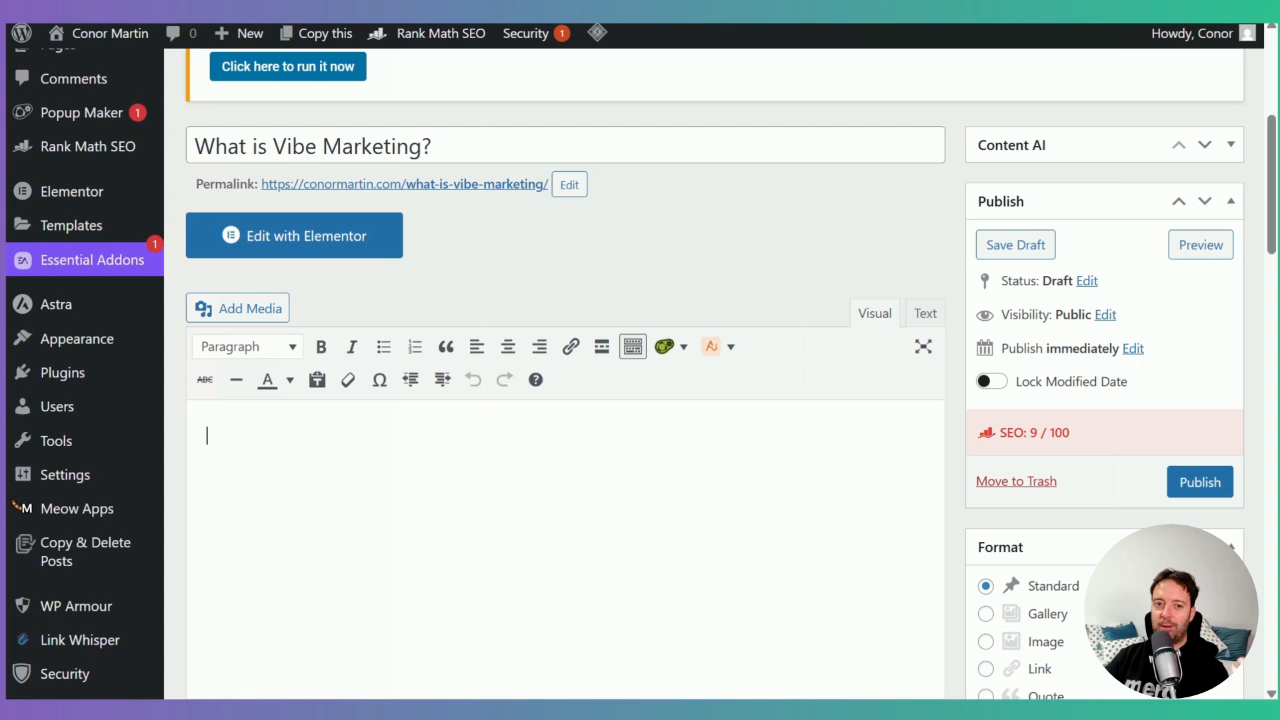 Conor Martin
0
New
Copy this
Rank Math SEO
Security 1
Howdy, Conor
Pages
Comments
Popup Maker 1
Rank Math SEO
Elementor
Templates
Essential Addons 1
Astra
Appearance
Plugins
Users
Tools
Settings
Meow Apps
Copy & Delete
Posts
WP Armour
Link Whisper
Security
Click here to run it now
What is Vibe Marketing?
Permalink: https://conormartin.com/what-is-vibe-marketing/ Edit
Edit with Elementor
Add Media
Visual
Text
Paragraph
B
I
ABC
A
Content AI
Publish
Save Draft
Preview
Status: Draft Edit
Visibility: Public Edit
Publish immediately Edit
Lock Modified Date
SEO: 9 / 100
Move to Trash
Publish
Format
Standard
Gallery
Image
Link
Quote